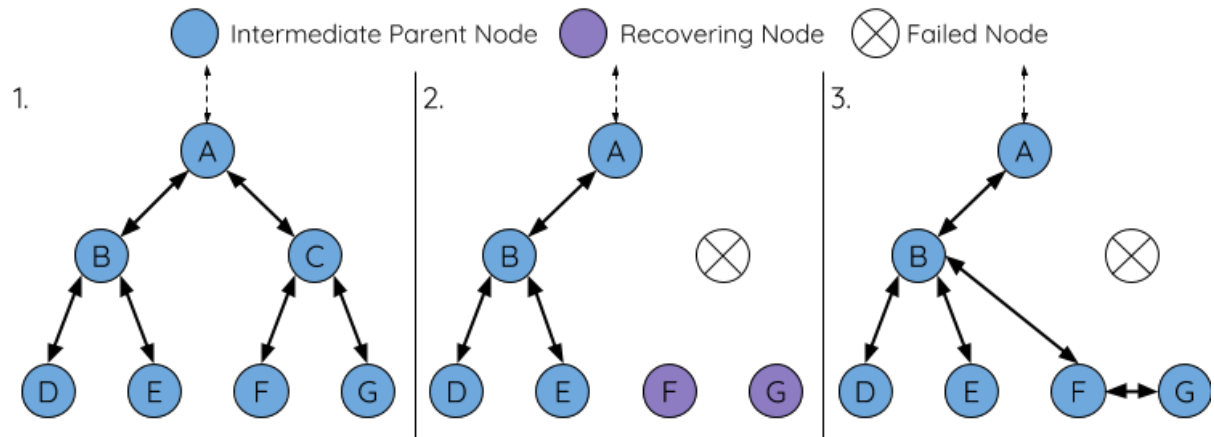 Intermediate Parent Node Recovering Node Failed Node
1. 2. 3.
A A A
B C B B
D E F G D E F G D E F G